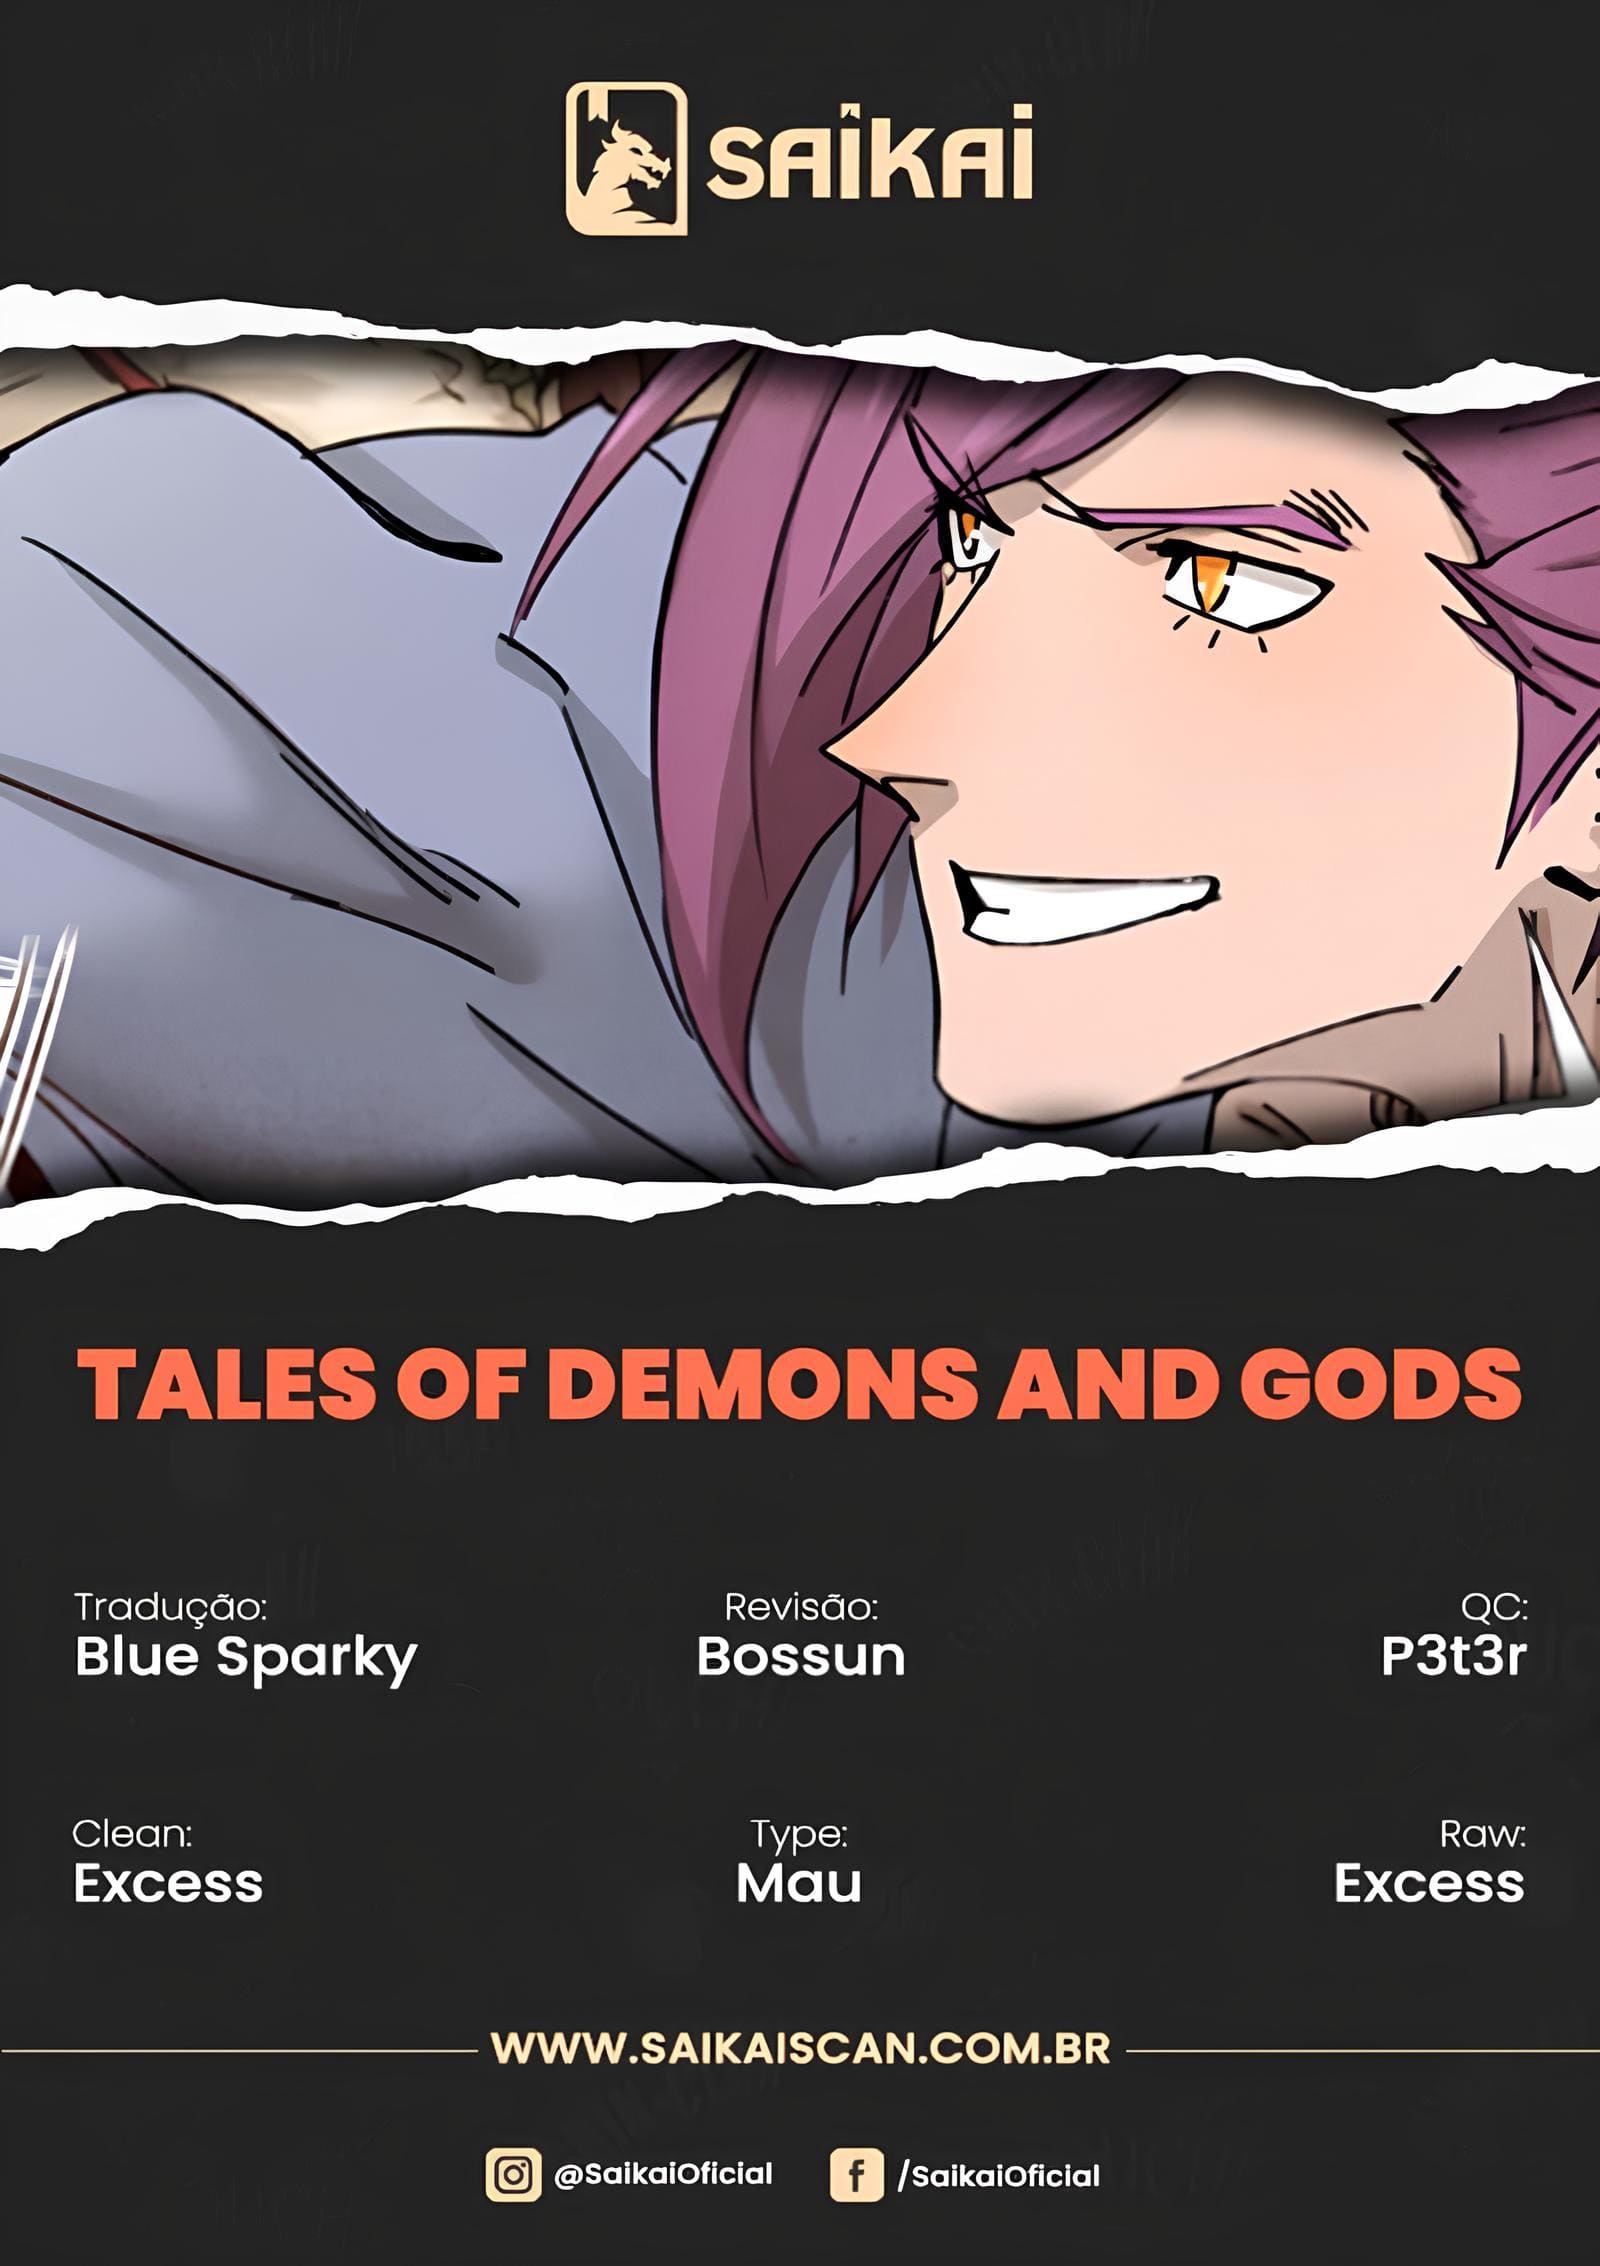 SAIKAI
TALES OF DEMONS AND GODS
Tradução:
Blue Sparky
Revisão:
Bossun
QC:
P3t3r
Clean:
Excess
Type:
Mau
Raw:
Excess
WWW.SAIKAISCAN.COM.BR
@SaikaiOficial
/SaikaiOficial